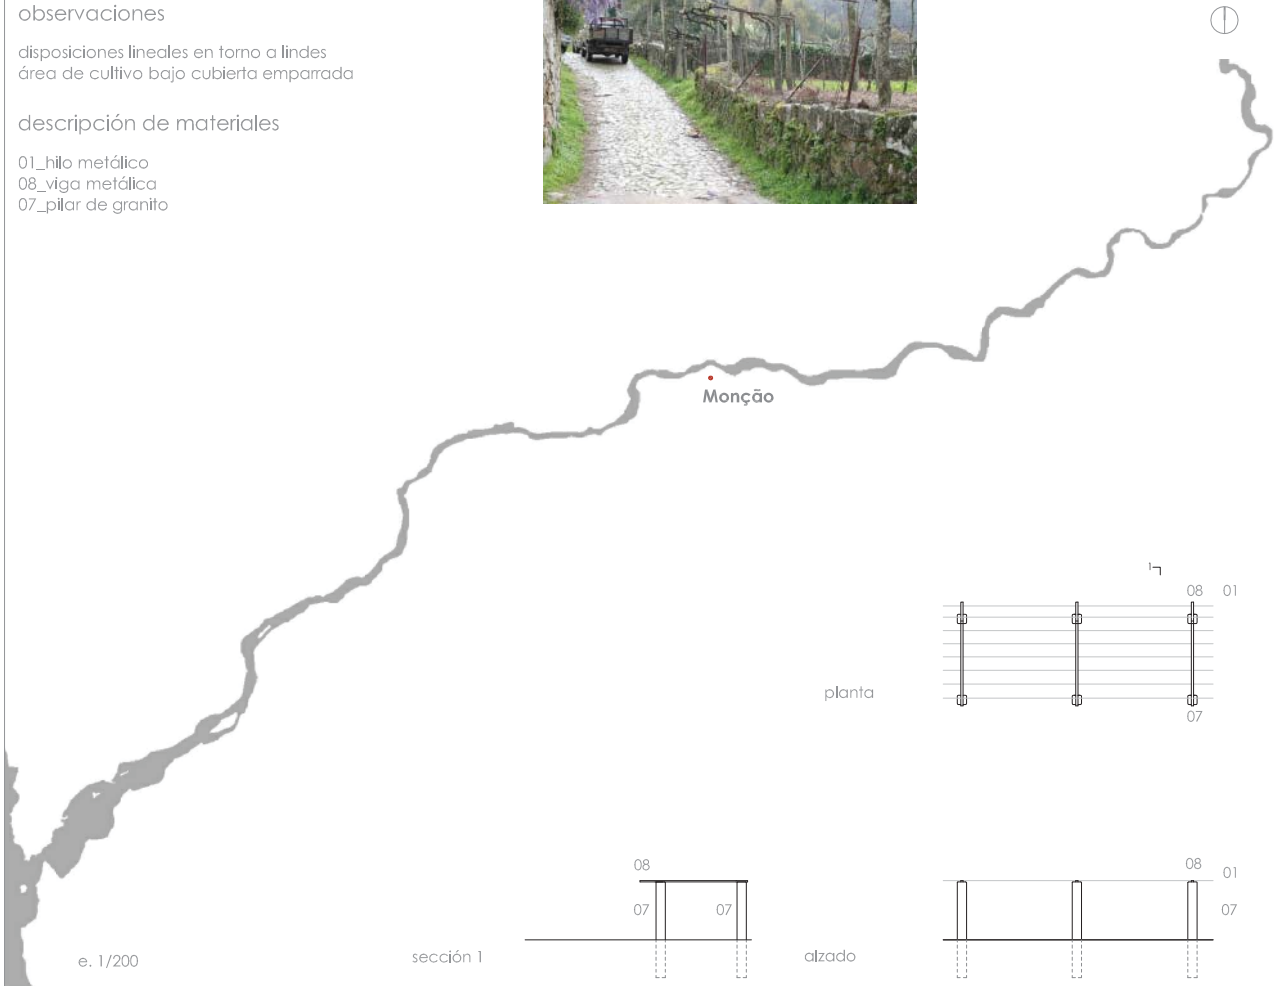 observaciones
disposiciones lineales en torno a lindes
área de cultivo bajo cubierta emparrada
descripción de materiales
01_hilo metálico
08_viga metálica
07_pilar de granito
Monção
1
08 01
planta
07
08
07 07
sección 1
08 01
07
alzado
e. 1/200